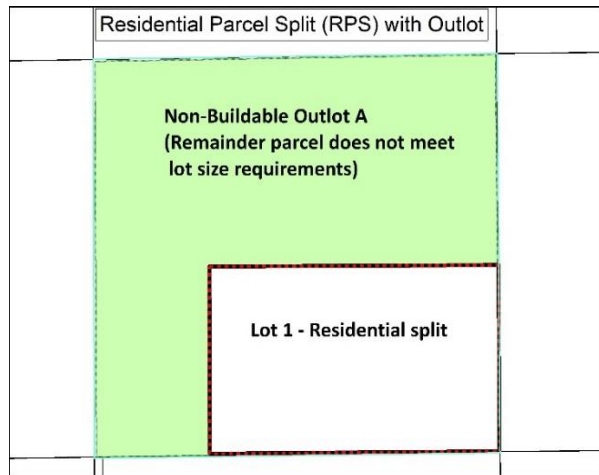 Residential Parcel Split (RPS) with Outlot
Non-Buildable Outlot A
(Remainder parcel does not meet
lot size requirements)
Lot 1 - Residential split